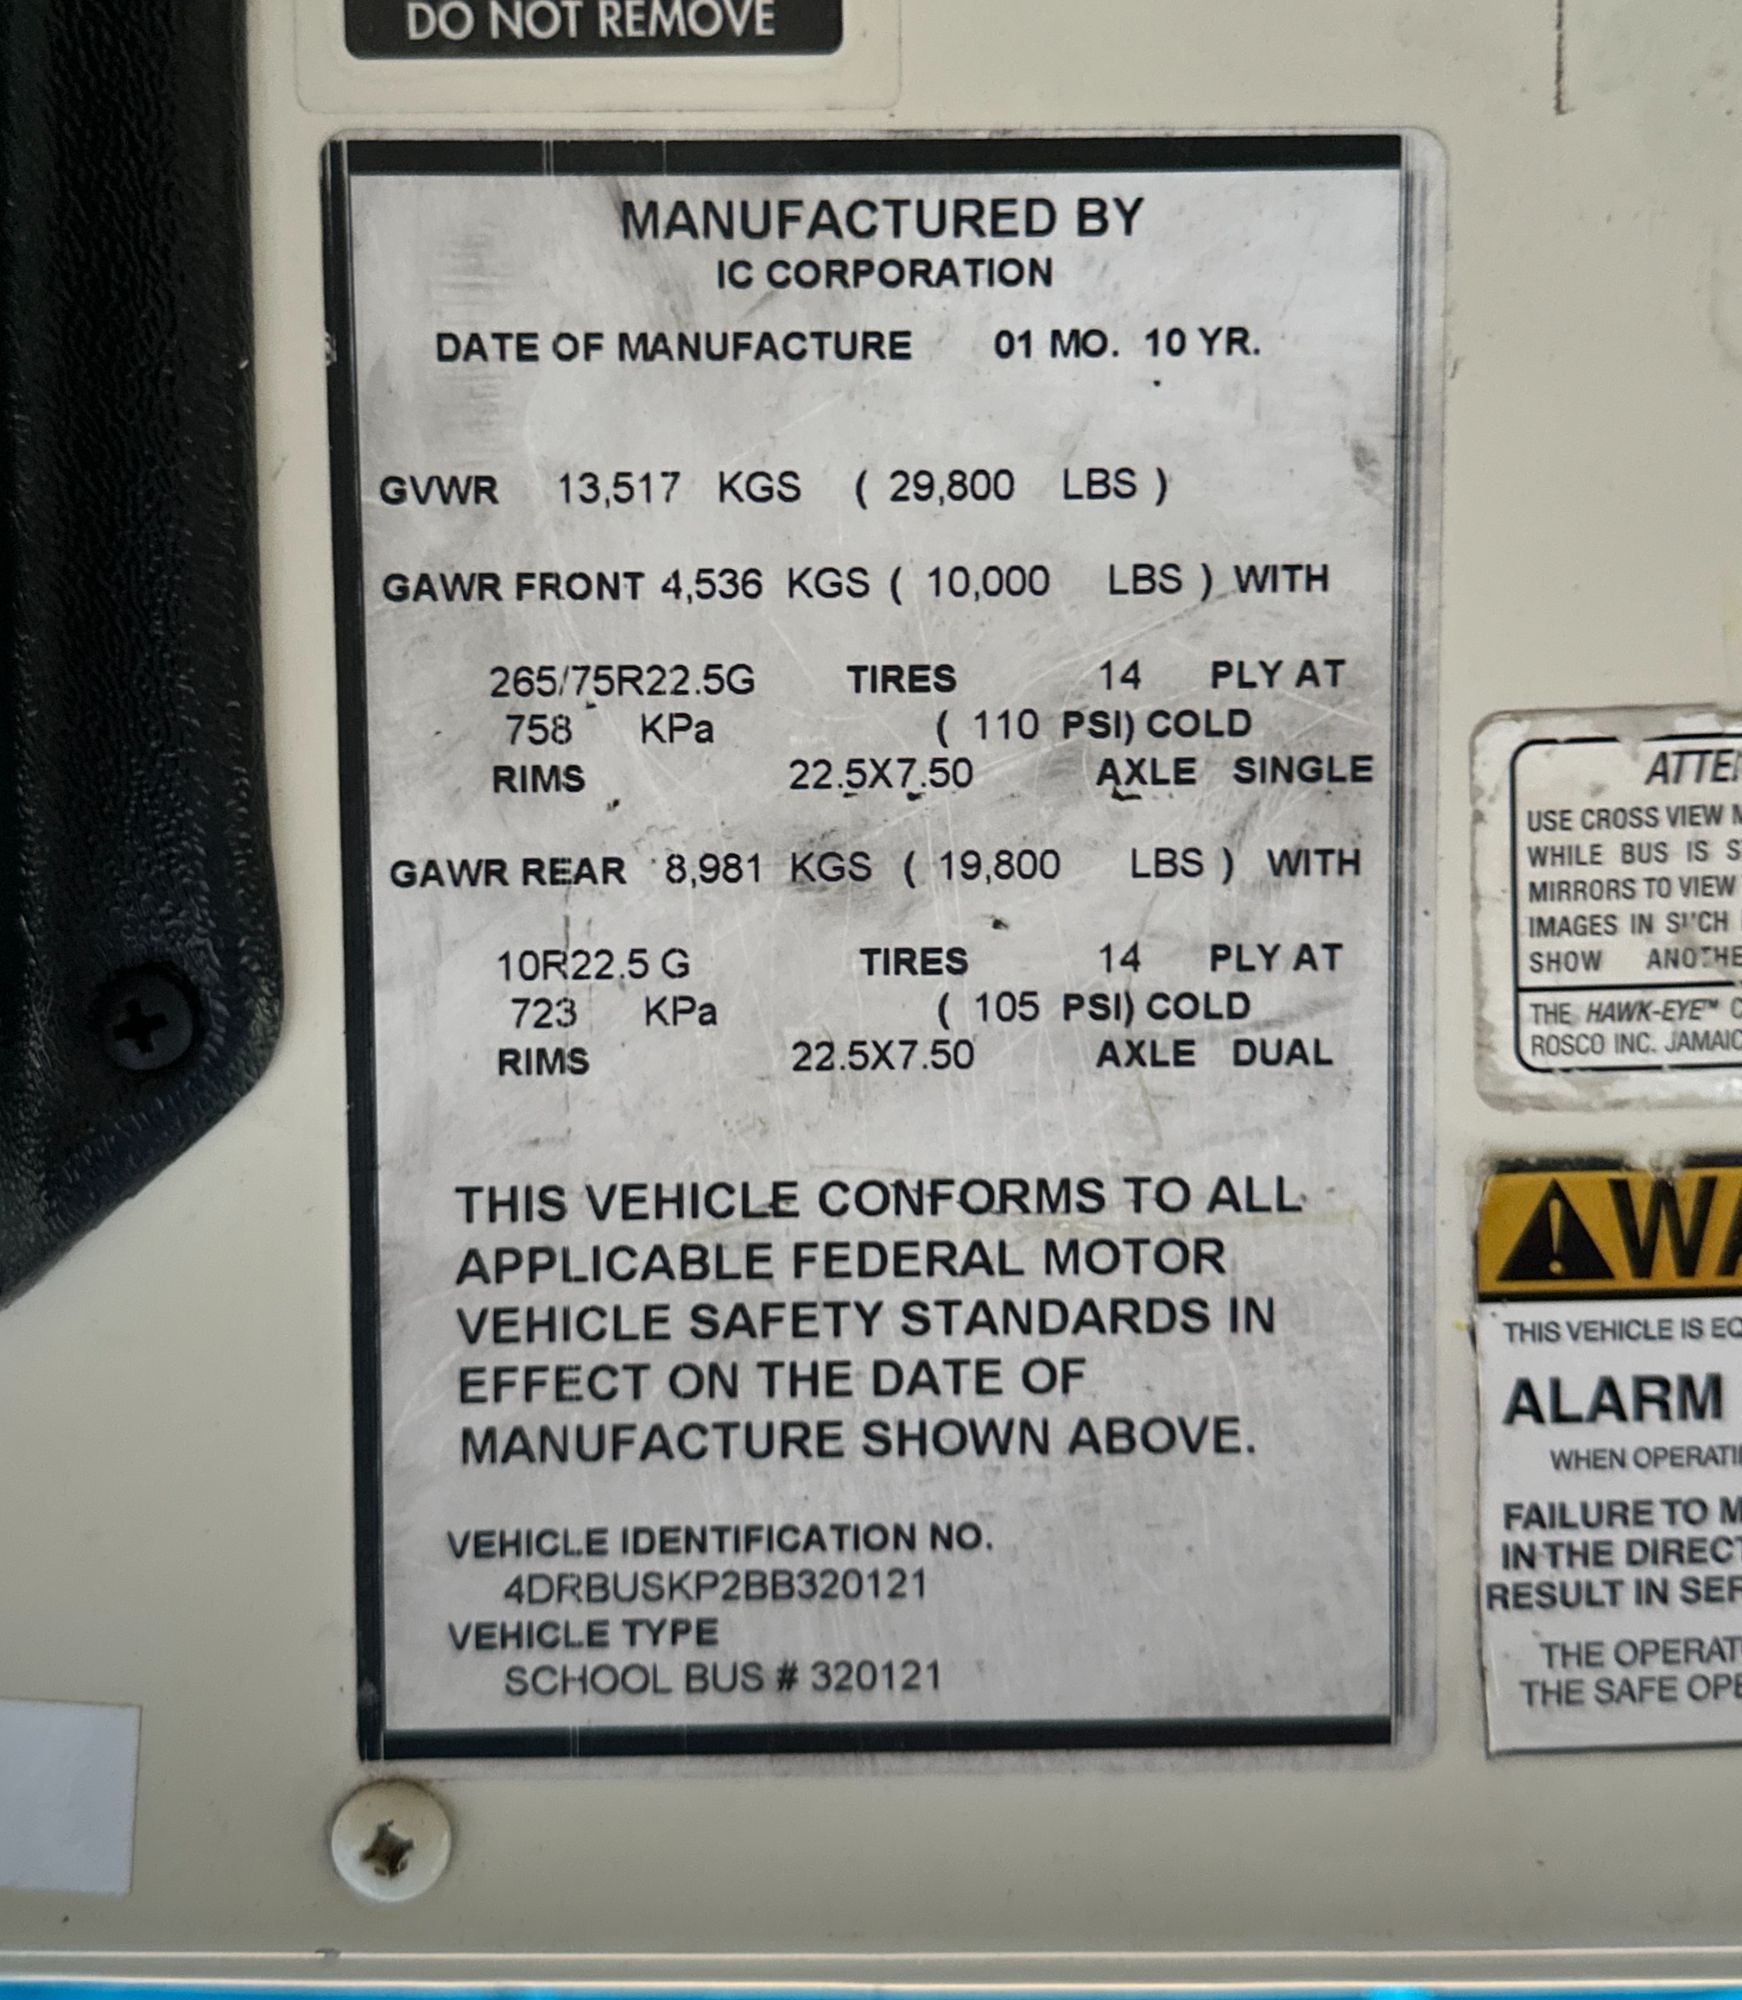 DO NOT REMOVE
MANUFACTURED BY
IC CORPORATION
DATE OF MANUFACTURE 01 MO. 10 YR.
GVWR 13,517 KGS ( 29,800 LBS )
GAWR FRONT 4,536 KGS ( 10,000 LBS ) WITH
265/75R22.5G TIRES 14 PLY AT
758 KPa ( 110 PSI) COLD
RIMS 22.5X7.50 AXLE SINGLE
GAWR REAR 8,981 KGS ( 19,800 LBS ) WITH
10R22.5 G TIRES 14 PLY AT
723 KPa ( 105 PSI) COLD
RIMS 22.5X7.50 AXLE DUAL
THIS VEHICLE CONFORMS TO ALL
APPLICABLE FEDERAL MOTOR
VEHICLE SAFETY STANDARDS IN
EFFECT ON THE DATE OF
MANUFACTURE SHOWN ABOVE.
VEHICLE IDENTIFICATION NO.
4DRBUSKP2BB320121
VEHICLE TYPE
SCHOOL BUS # 320121
USE CROSS VIEW
WHILE BUS IS
MIRRORS TO VIEW
IMAGES IN SUCH
SHOW
THE HAWK-EYE™
ROSCO INC.
THIS VEHICLE IS
ALARM
WHEN
FAILURE TO
IN THE
RESULT IN
THE
THE SAFE